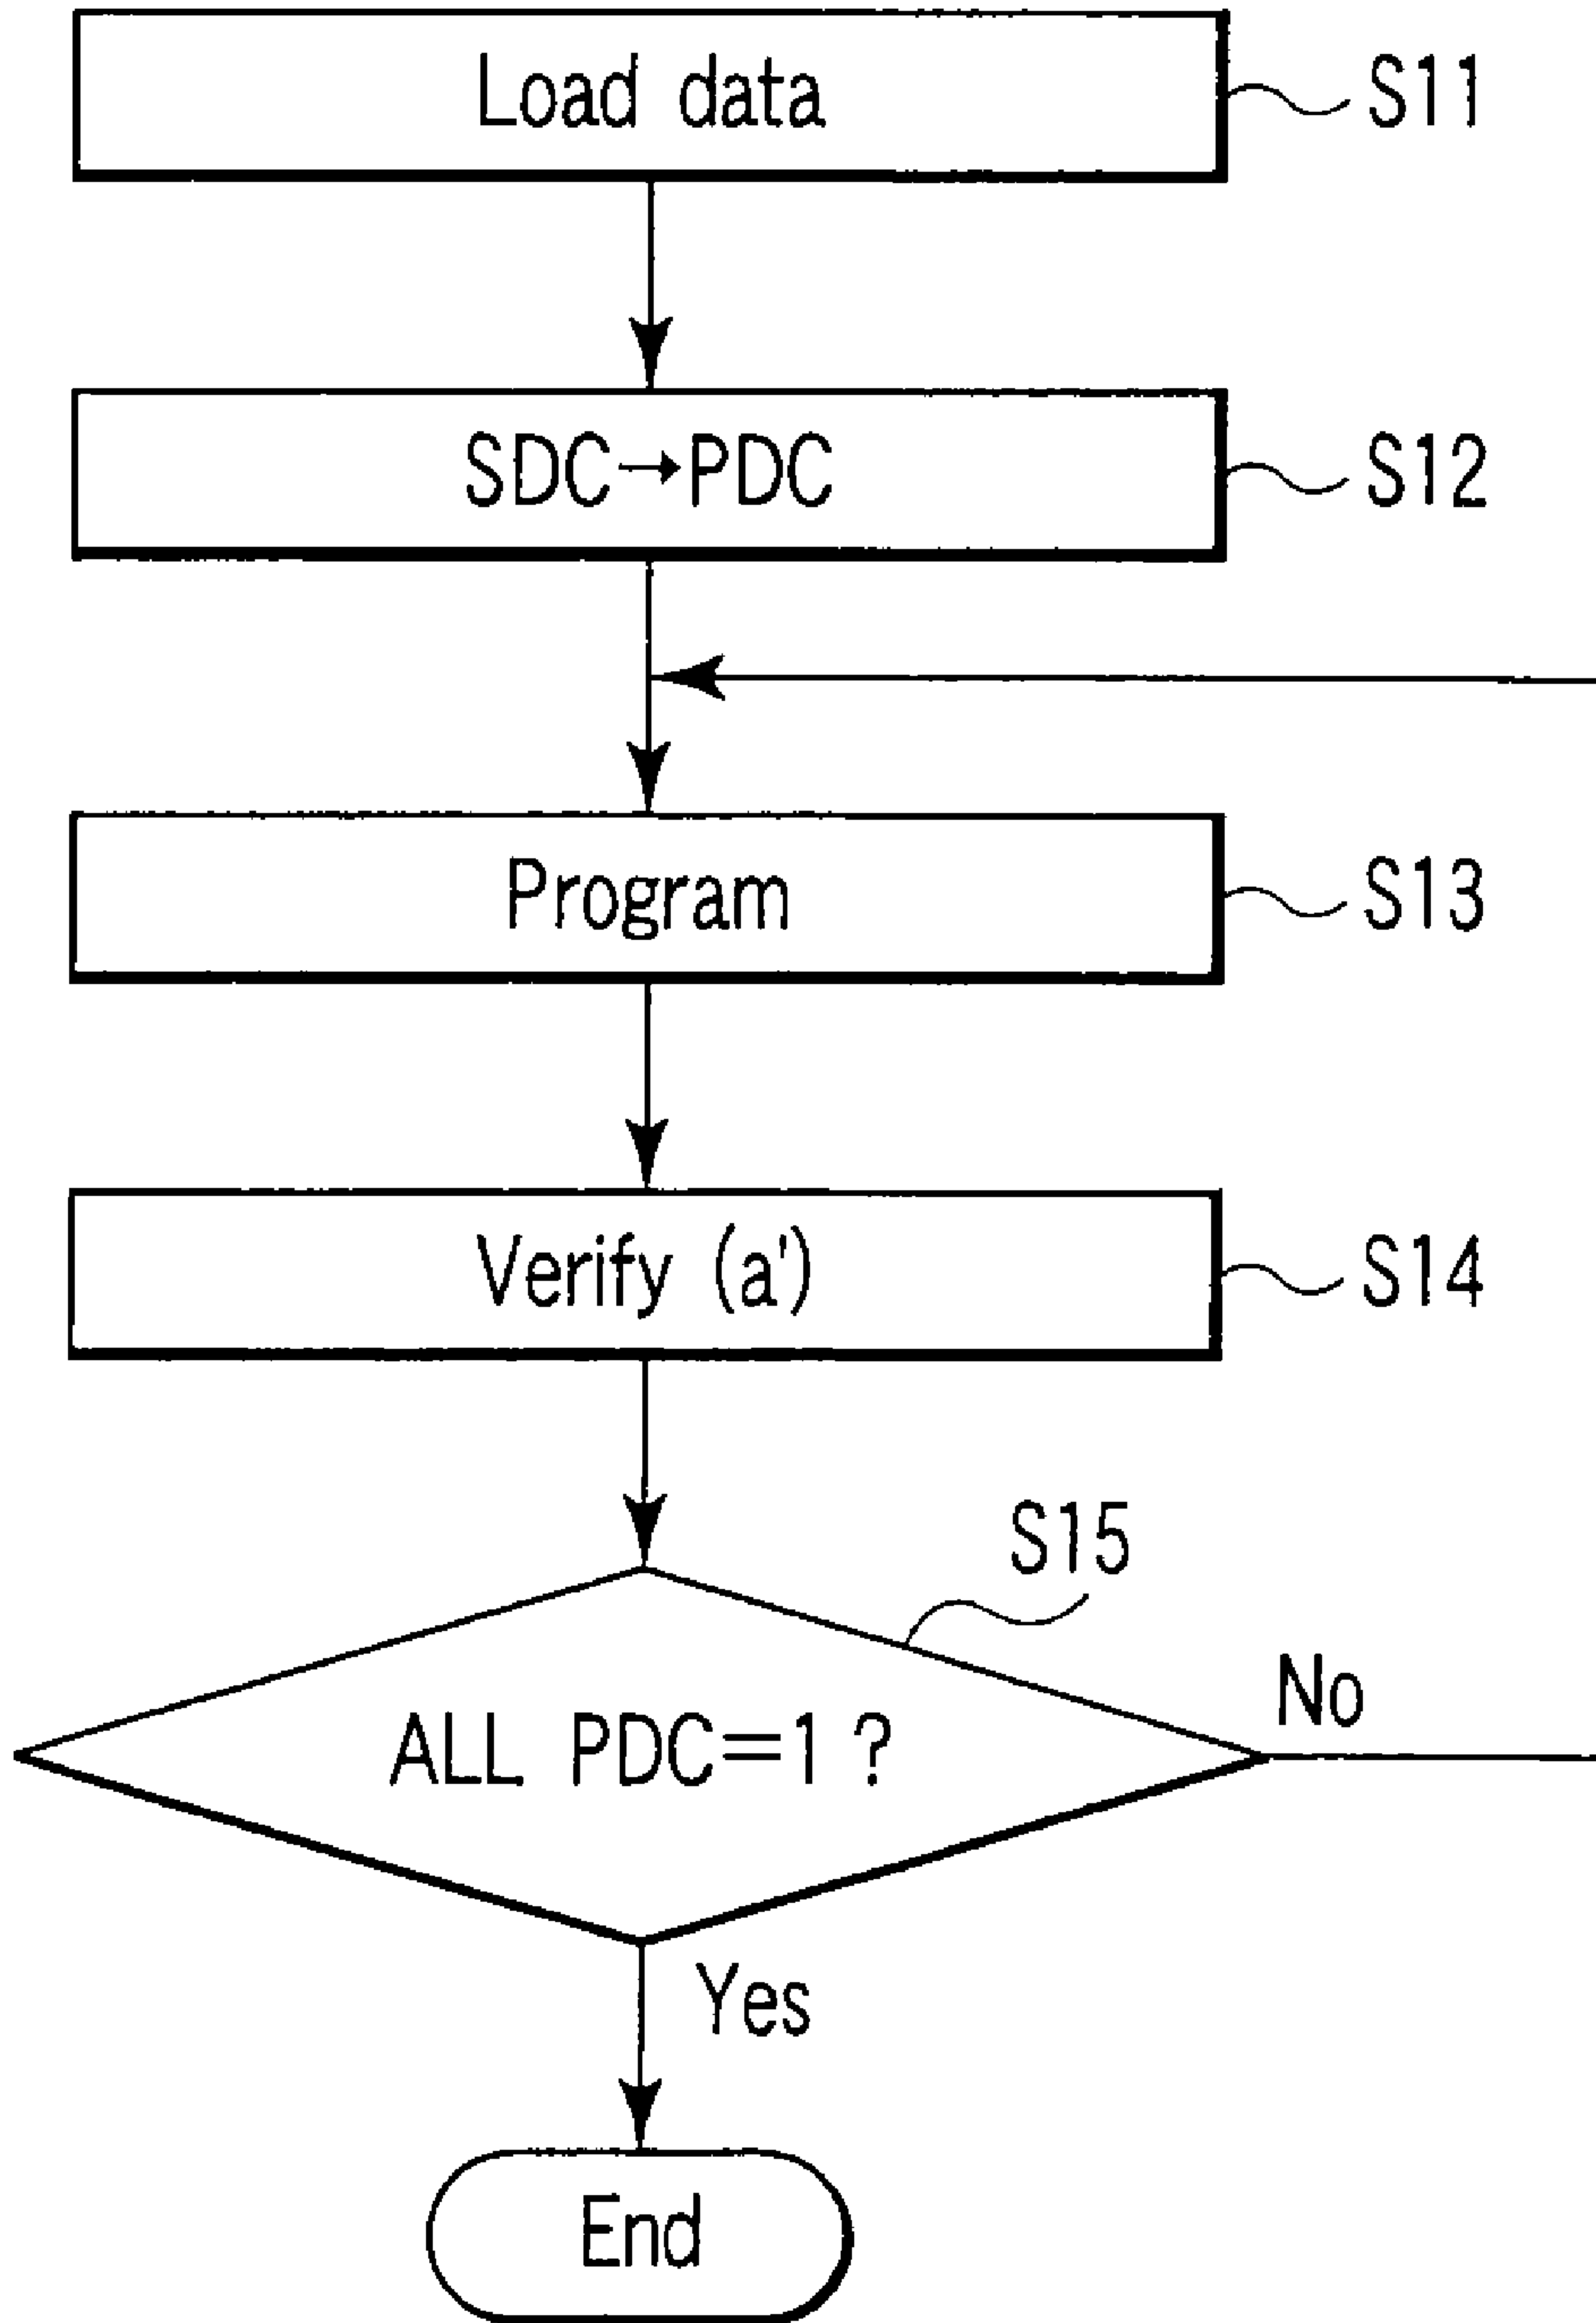 Load data
S11
SDC→PDC
S12
Program
S13
Verify (a')
S14
S15
ALL PDC=1 ?
No
Yes
End